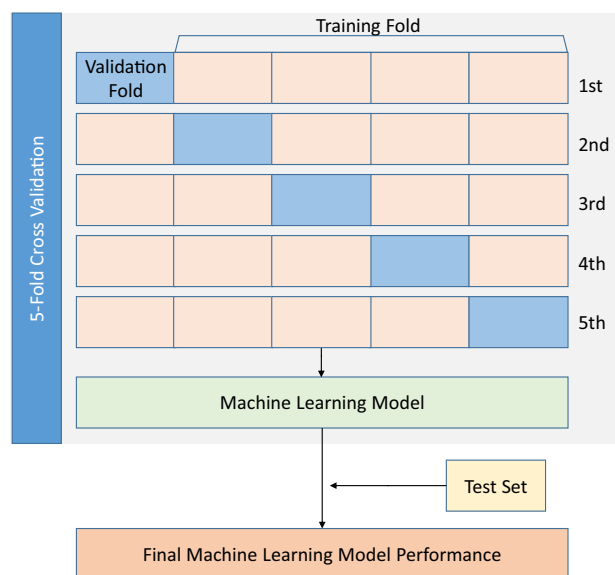 Training Fold
Validation
Fold
1st
2nd
3rd
4th
5th
5-Fold Cross Validation
Machine Learning Model
Test Set
Final Machine Learning Model Performance